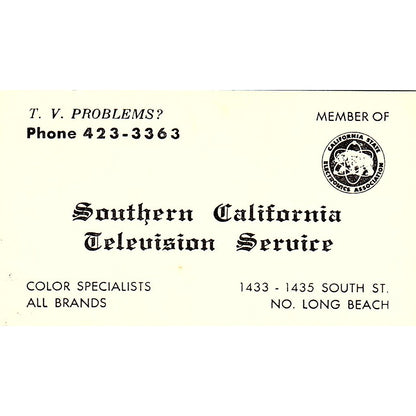 T. V. PROBLEMS?
Phone 423-3363
MEMBER OF
CALIFORNIA STATE
ELECTRONICS ASSOCIATION
Southern California
Television Service
COLOR SPECIALISTS
ALL BRANDS
1433 - 1435 SOUTH ST.
NO. LONG BEACH